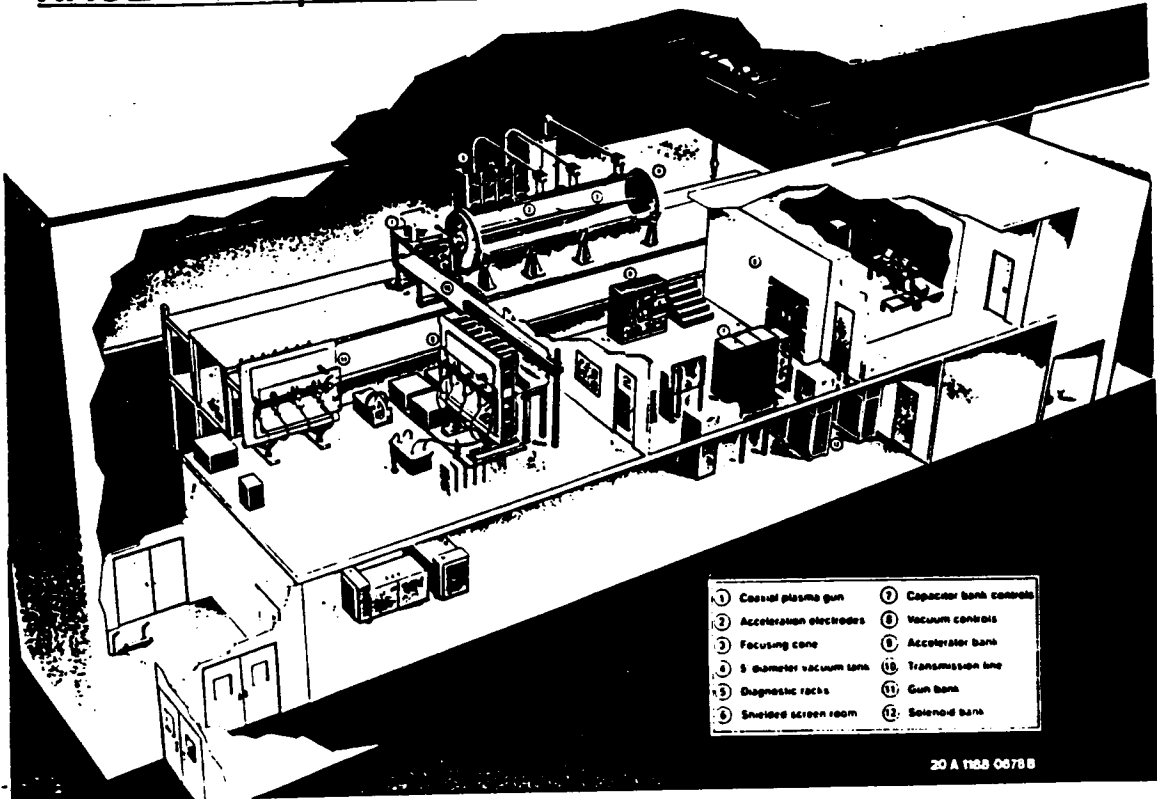 ① Coaxial plasma gun
② Acceleration electrodes
③ Focusing cone
④ 5' diameter vacuum tank
⑤ Diagnostic racks
⑥ Shielded screen room
⑦ Capacitor bank controls
⑧ Vacuum controls
⑨ Accelerator bank
⑩ Transmission line
⑪ Gun bank
⑫ Solenoid bank
20 A 1188 0678 B